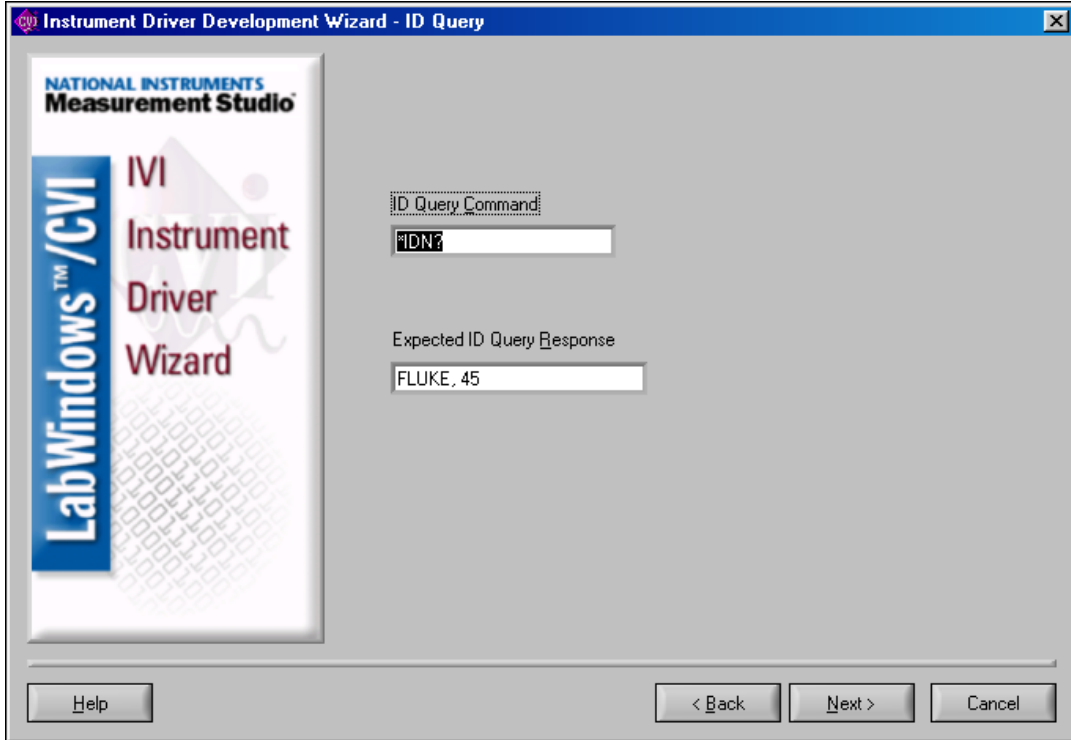 Instrument Driver Development Wizard - ID Query
NATIONAL INSTRUMENTS
Measurement Studio
LabWindows™/CVI
IVI
Instrument
Driver
Wizard
ID Query Command
*IDN?
Expected ID Query Response
FLUKE, 45
Help
< Back
Next >
Cancel